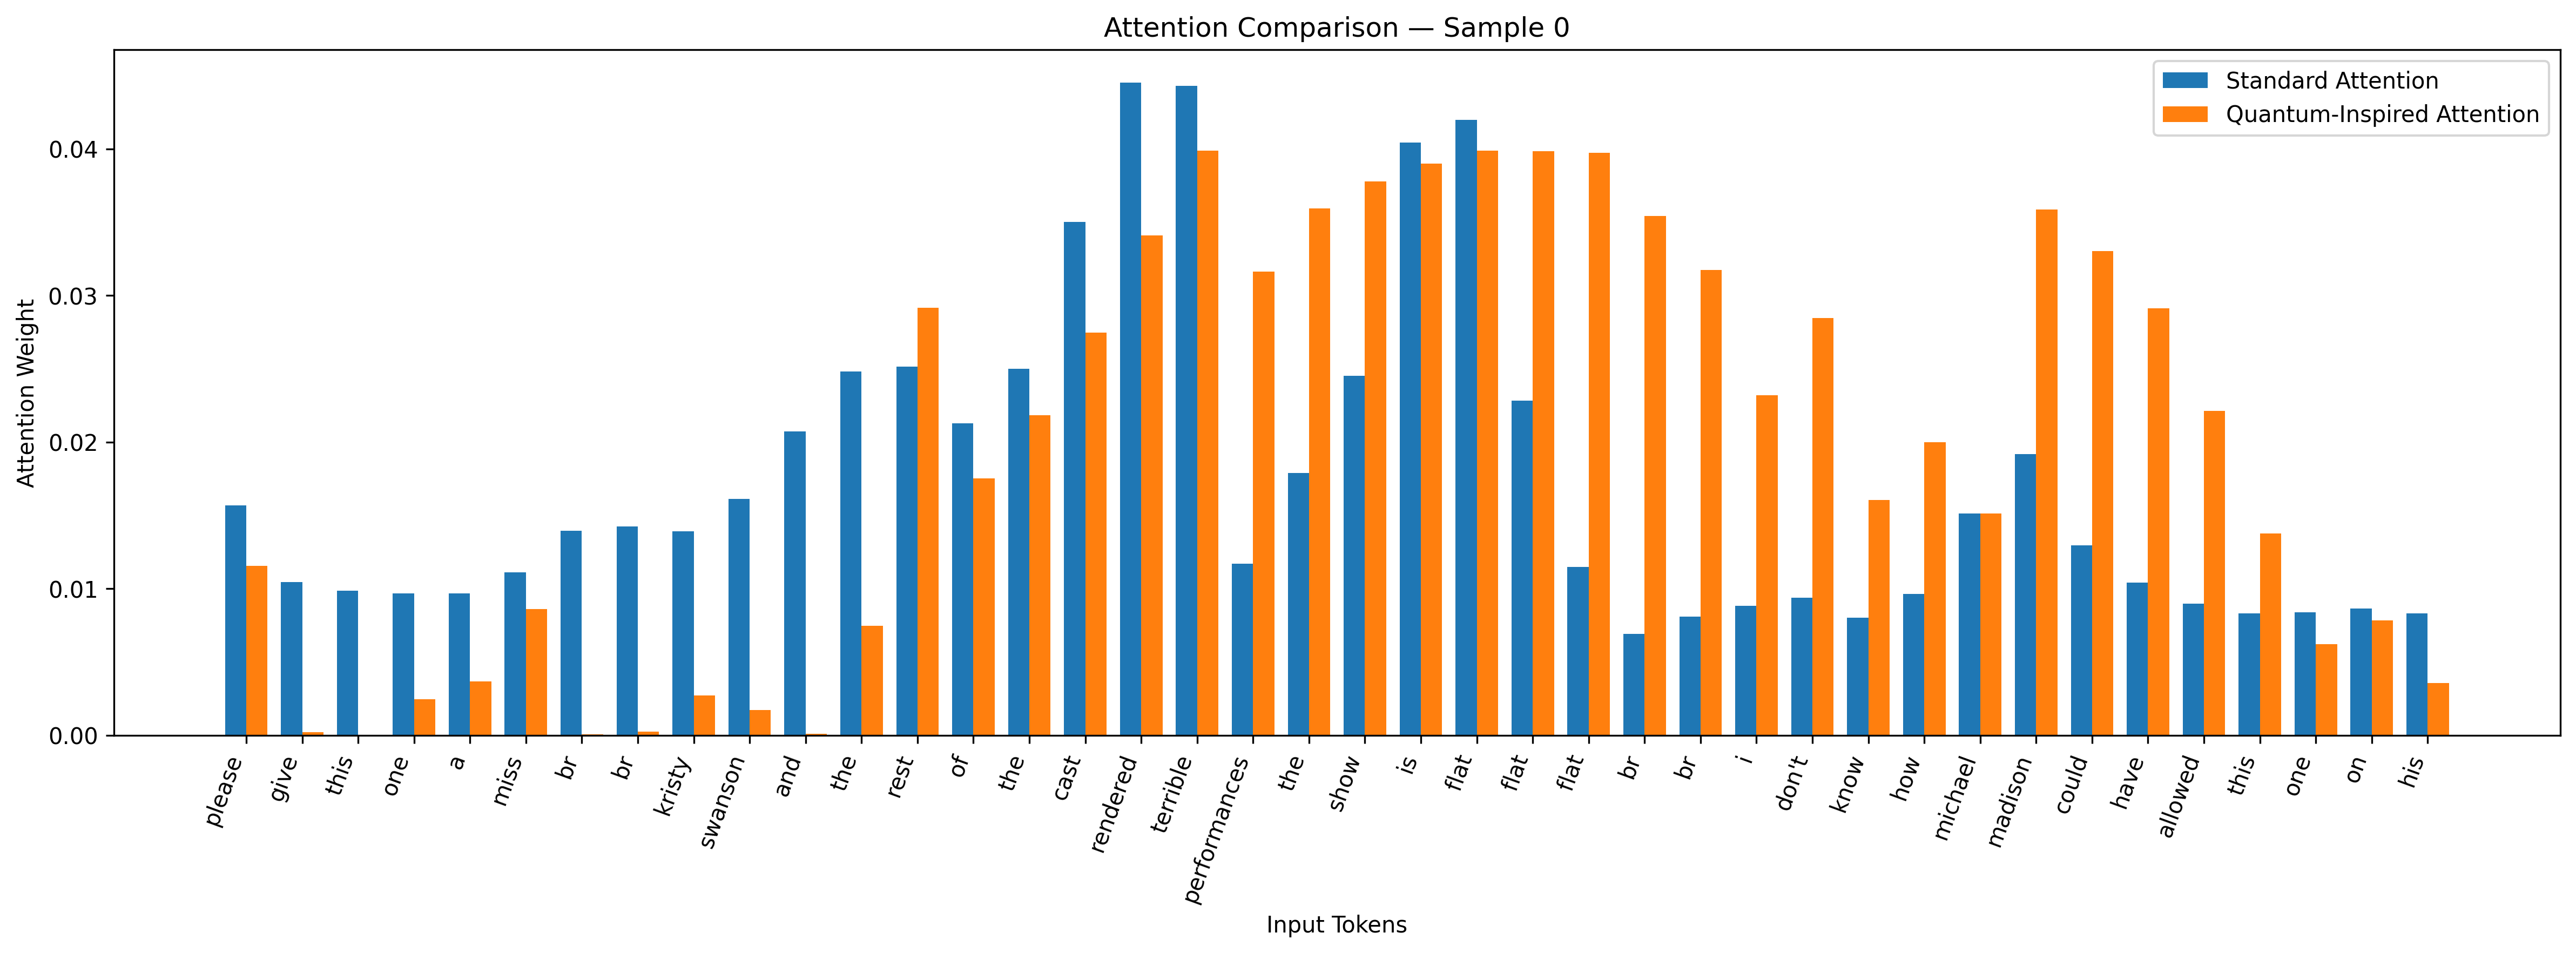 Attention Comparison — Sample 0
Standard Attention
Quantum-Inspired Attention
Attention Weight
0.04
0.03
0.02
0.01
0.00
please
give
this
one
a
miss
br
br
kristy
swanson
and
the
rest
of
the
cast
rendered
terrible
performances
the
show
is
flat
flat
flat
br
br
i
don't
know
how
michael
madison
could
have
allowed
this
one
on
his
Input Tokens